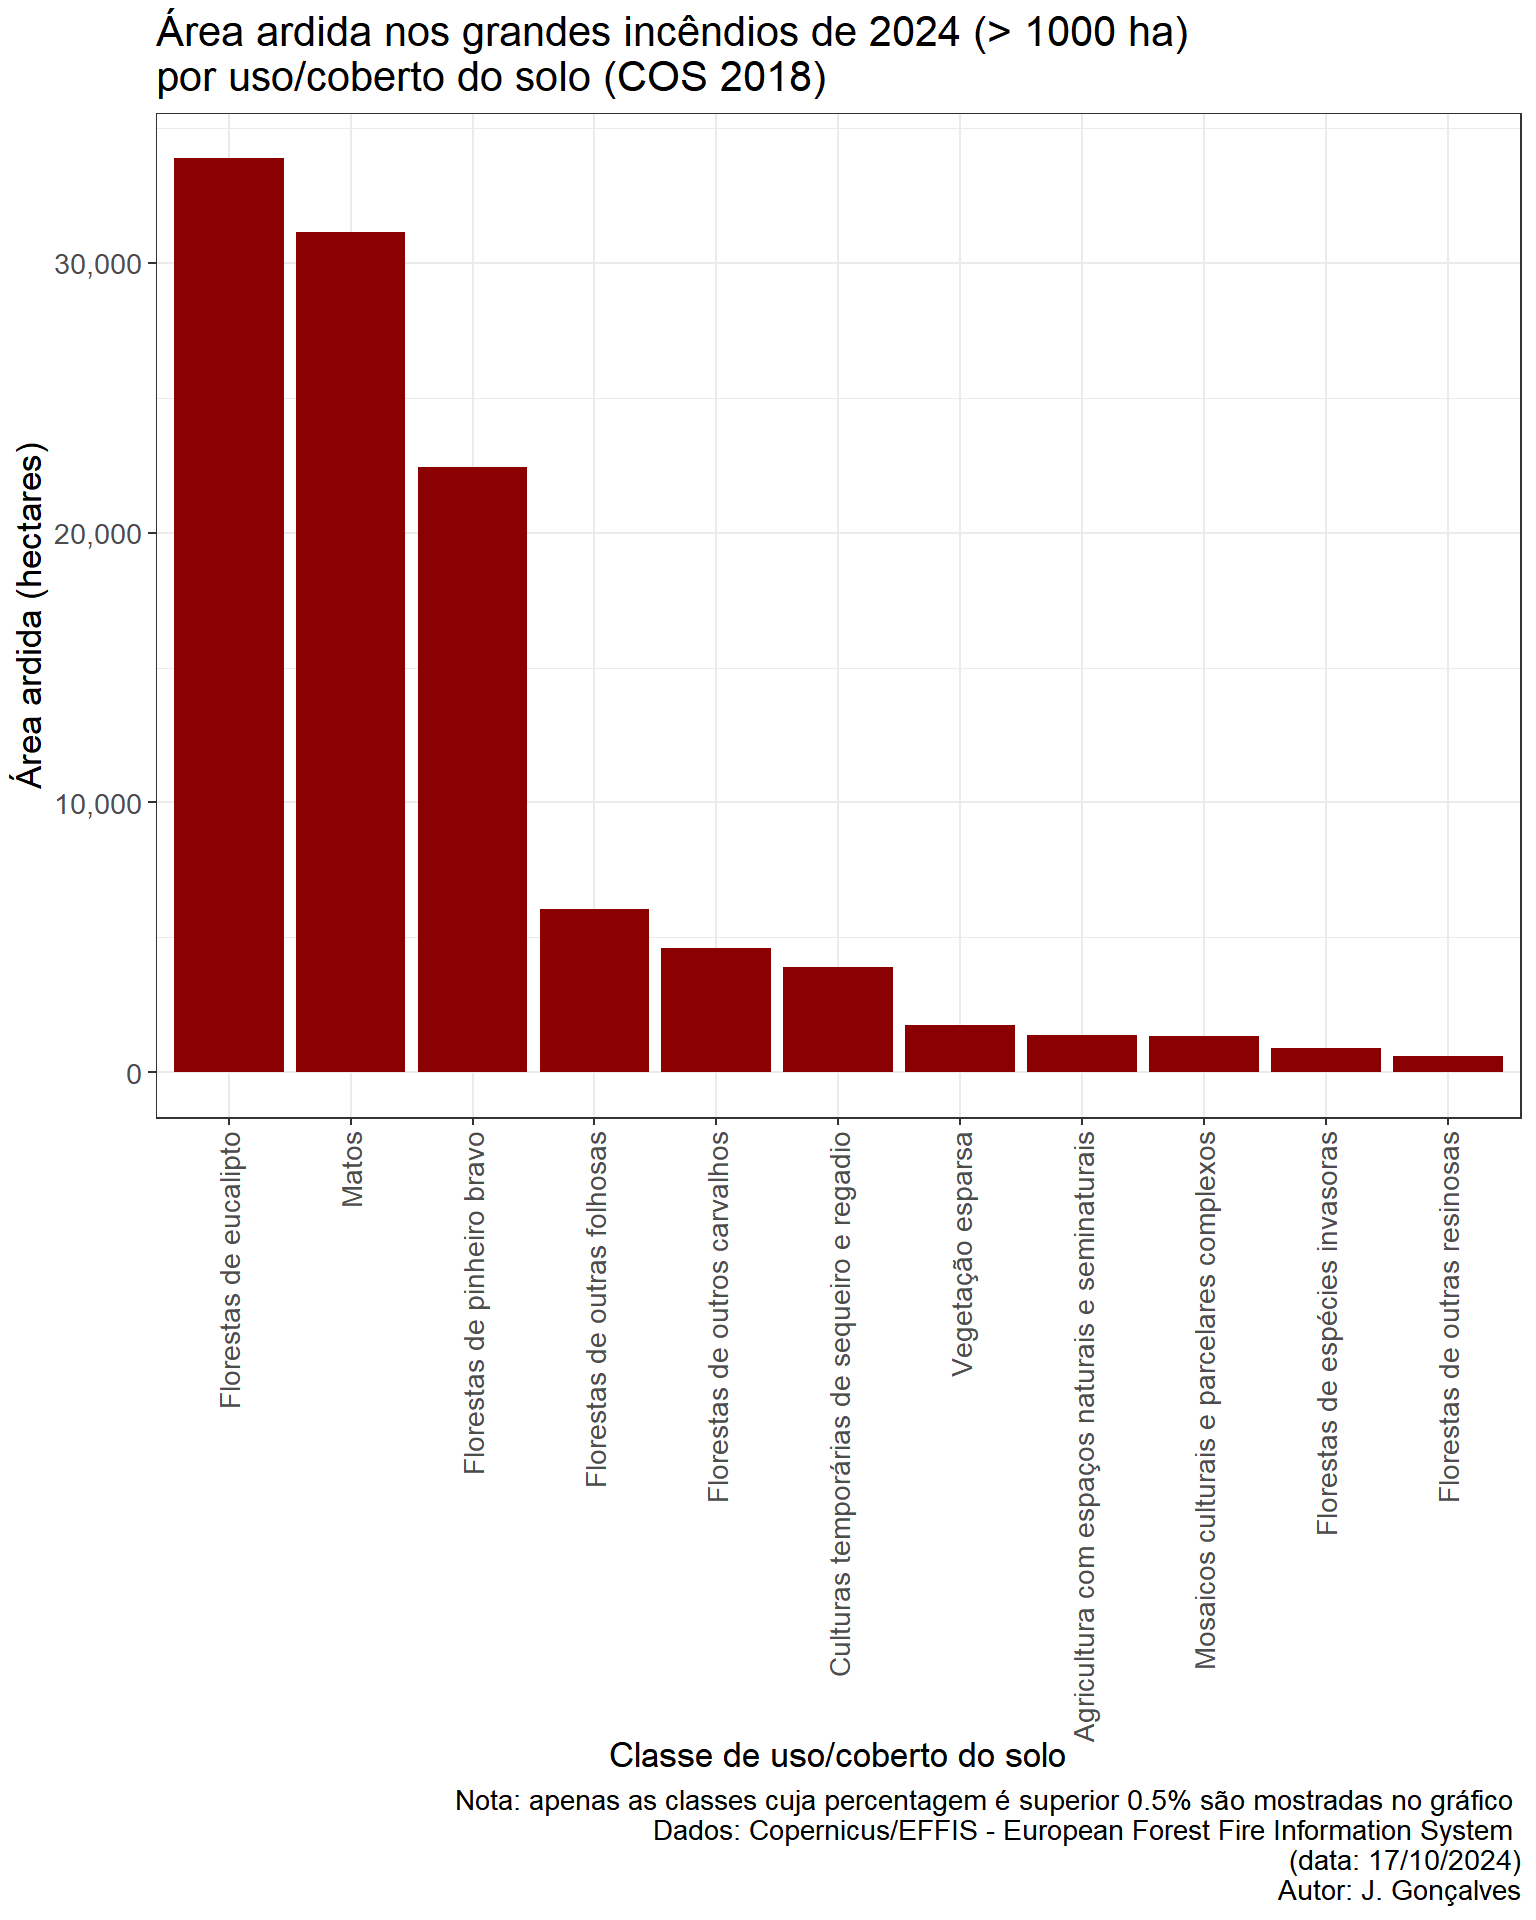 Área ardida nos grandes incêndios de 2024 (> 1000 ha)
por uso/coberto do solo (COS 2018)
Área ardida (hectares)
30,000
20,000
10,000
0
Florestas de eucalipto
Matos
Florestas de pinheiro bravo
Florestas de outras folhosas
Florestas de outros carvalhos
Culturas temporárias de sequeiro e regadio
Vegetação esparsa
Agricultura com espaços naturais e seminaturais
Mosaicos culturais e parcelares complexos
Florestas de espécies invasoras
Florestas de outras resinosas
Classe de uso/coberto do solo
Nota: apenas as classes cuja percentagem é superior 0.5% são mostradas no gráfico
Dados: Copernicus/EFFIS - European Forest Fire Information System
(data: 17/10/2024)
Autor: J. Gonçalves